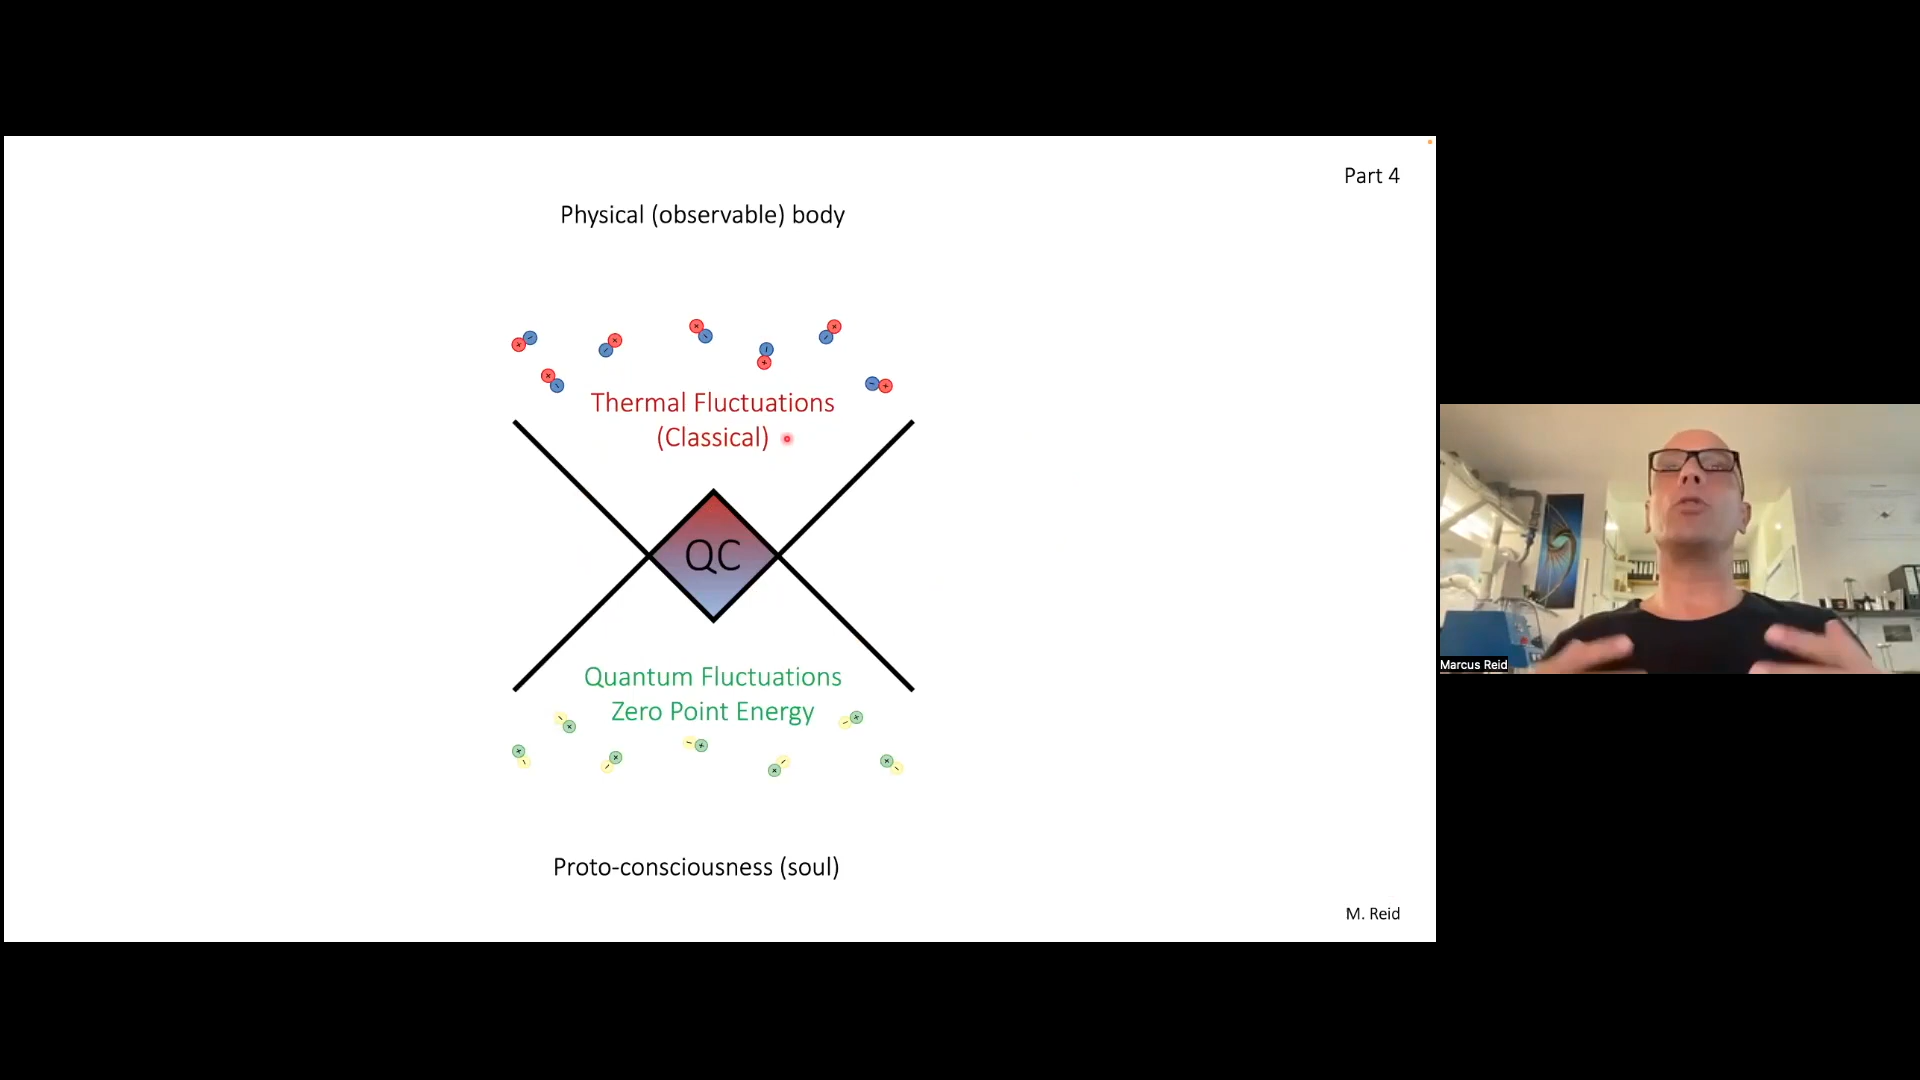 Part 4
Physical (observable) body
Thermal Fluctuations
(Classical)
QC
Quantum Fluctuations
Zero Point Energy
Proto-consciousness (soul)
M. Reid
Marcus Reid